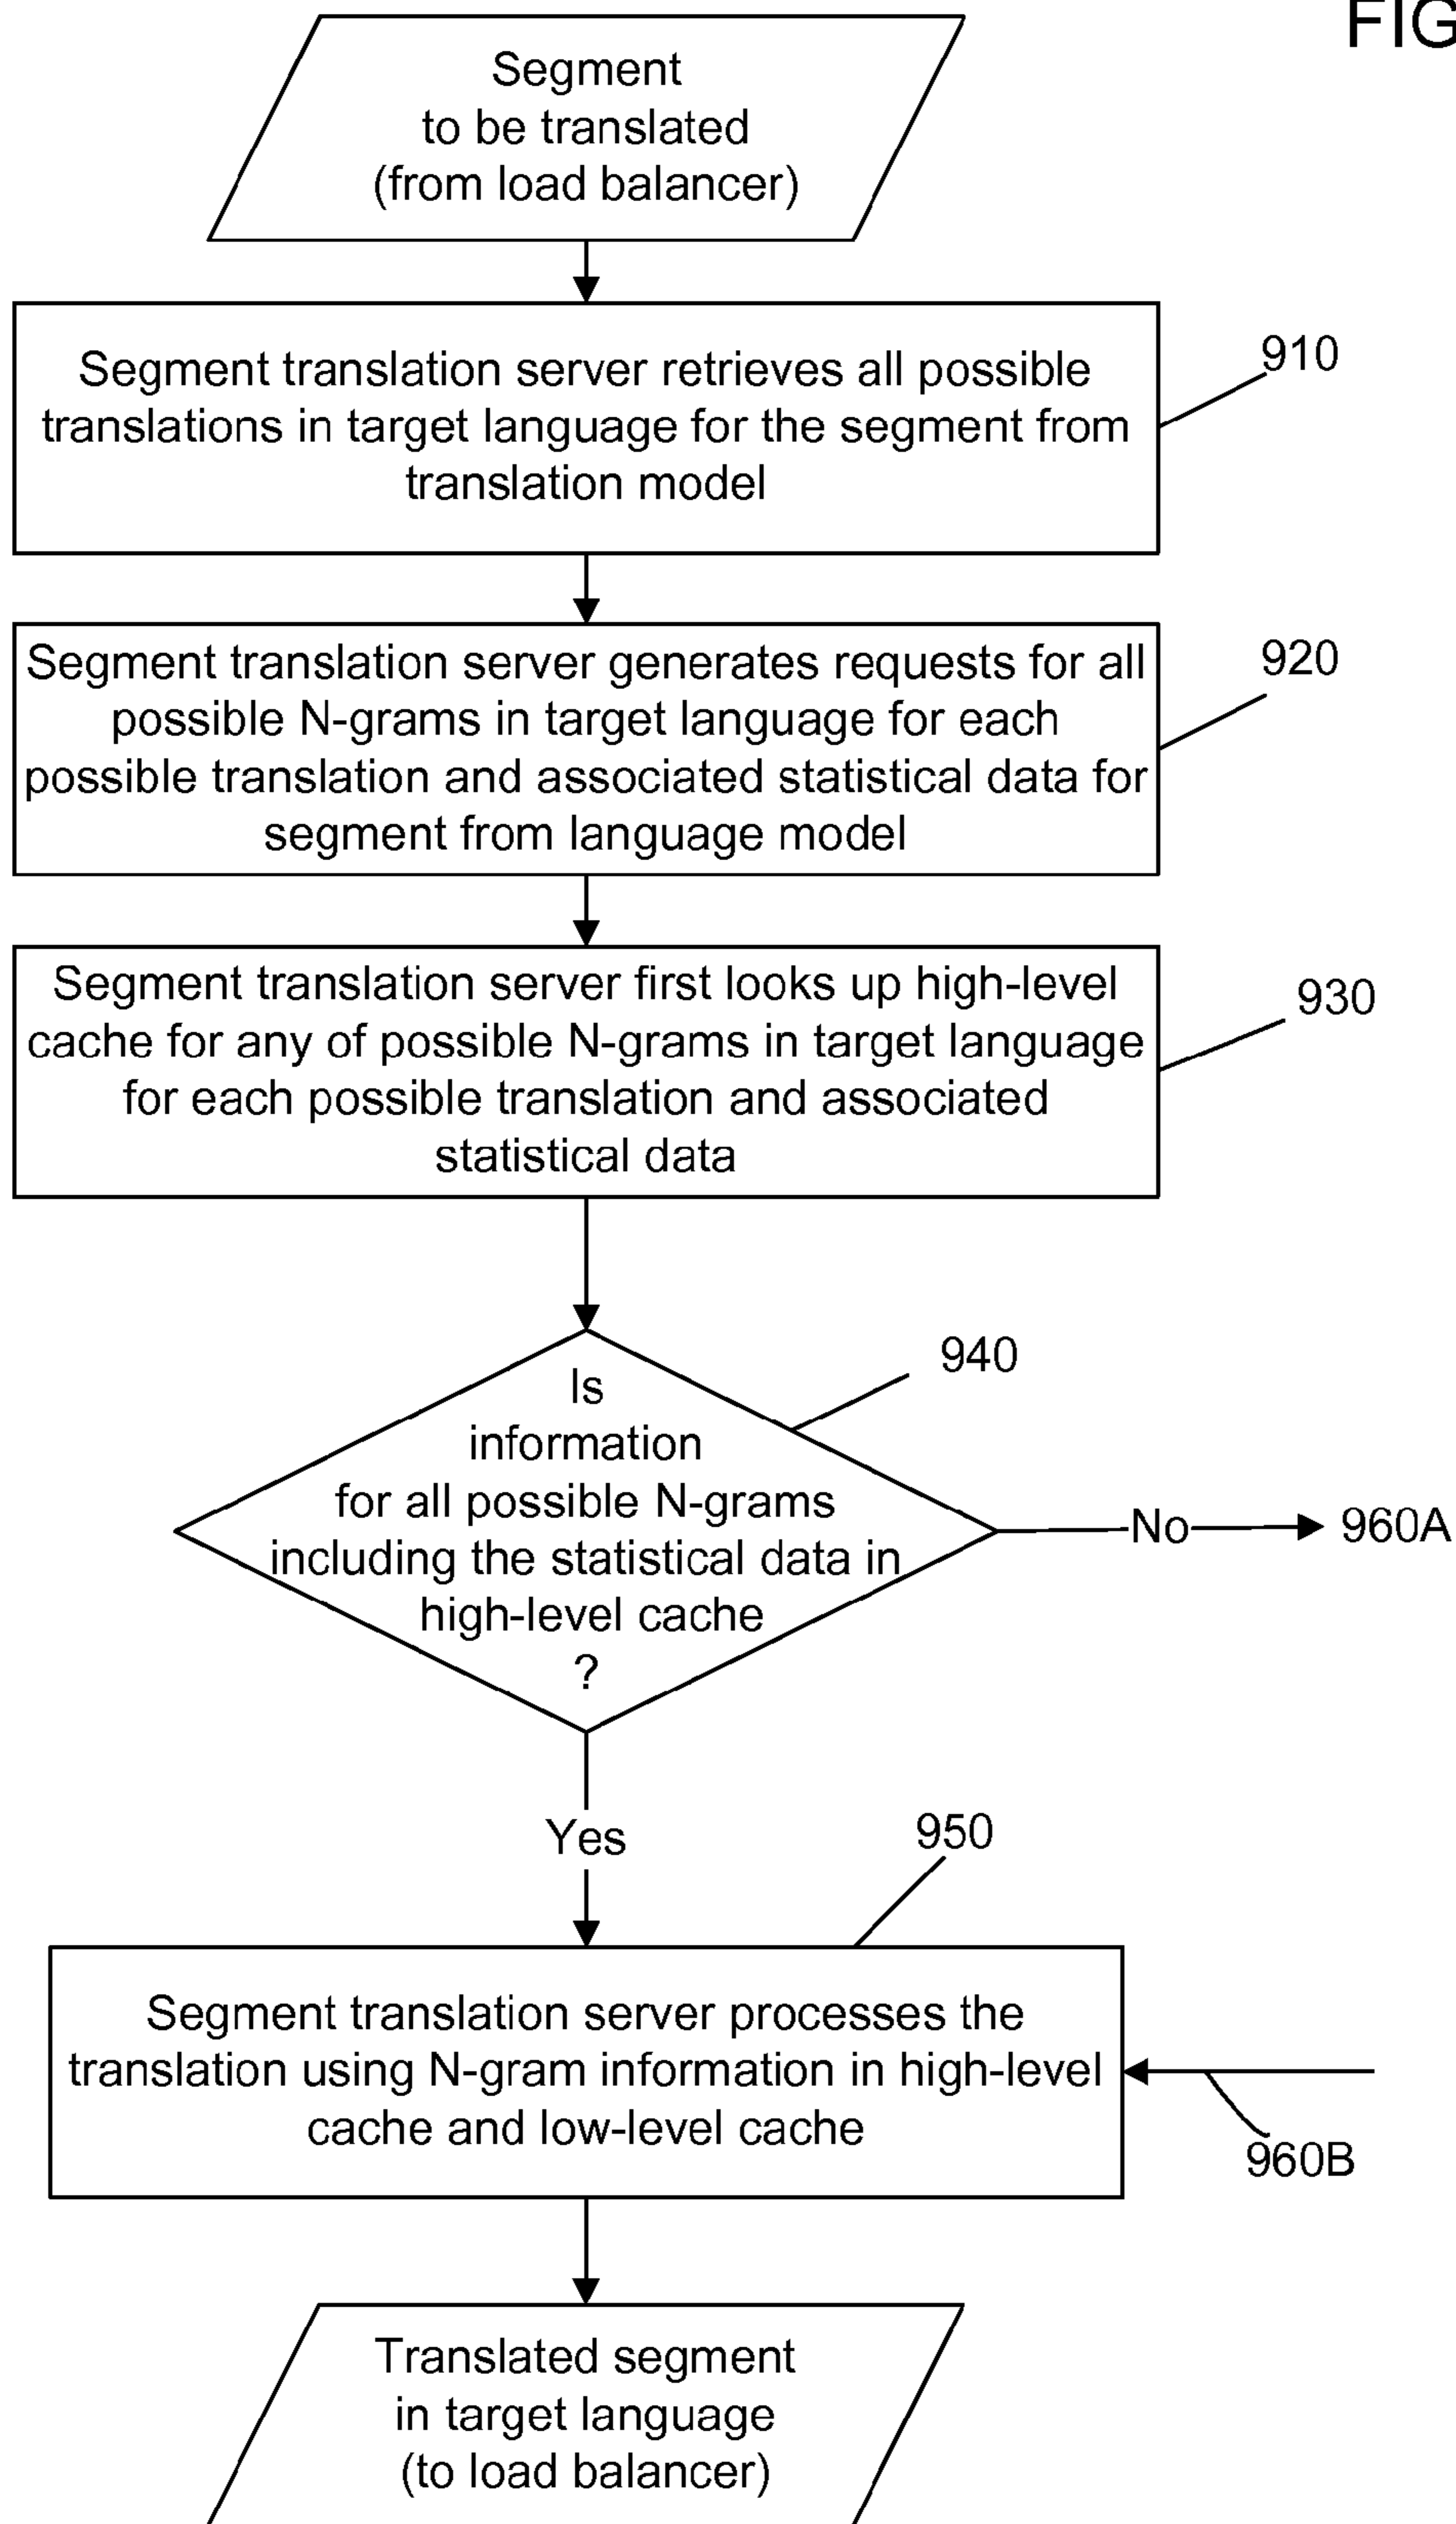 FIG
Segment
to be translated
(from load balancer)
Segment translation server retrieves all possible
translations in target language for the segment from
translation model
910
Segment translation server generates requests for all
possible N-grams in target language for each
possible translation and associated statistical data for
segment from language model
920
Segment translation server first looks up high-level
cache for any of possible N-grams in target language
for each possible translation and associated
statistical data
930
940
Is
information
for all possible N-grams
including the statistical data in
high-level cache
?
No
960A
Yes
950
Segment translation server processes the
translation using N-gram information in high-level
cache and low-level cache
960B
Translated segment
in target language
(to load balancer)